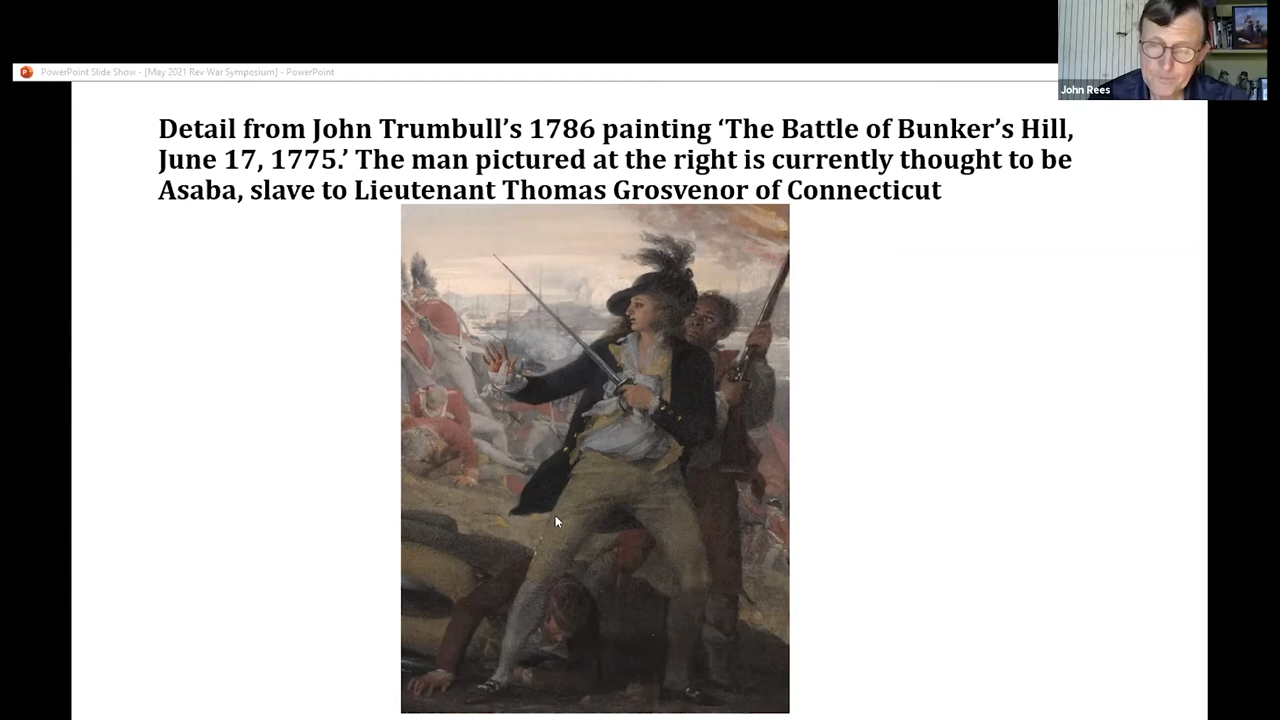 PowerPoint Slide Show - [May 2021 Rev War Symposium] - PowerPoint
John Rees
Detail from John Trumbull’s 1786 painting ‘The Battle of Bunker’s Hill,
June 17, 1775.’ The man pictured at the right is currently thought to be
Asaba, slave to Lieutenant Thomas Grosvenor of Connecticut